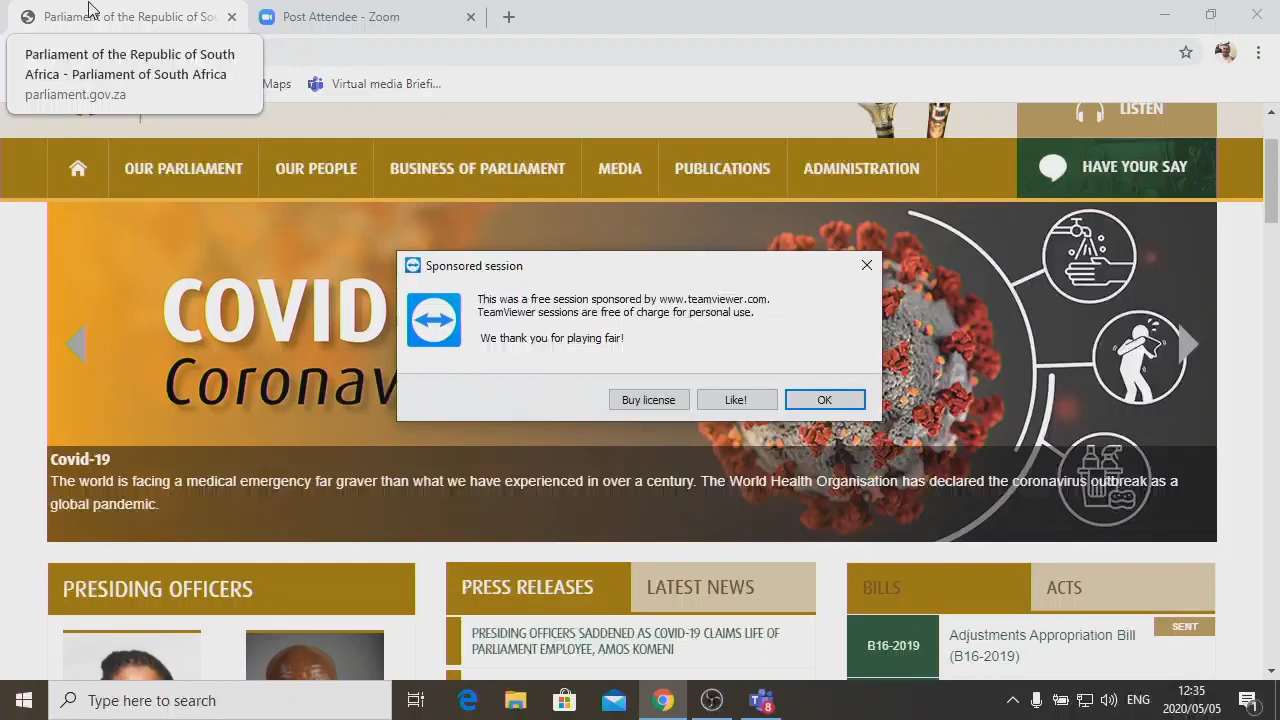 Parliament of the Republic of Sou
Post Attendee - Zoom
Parliament of the Republic of South
Africa - Parliament of South Africa
parliament.gov.za
Maps
Virtual media Briefi...
LISTEN
OUR PARLIAMENT
OUR PEOPLE
BUSINESS OF PARLIAMENT
MEDIA
PUBLICATIONS
ADMINISTRATION
HAVE YOUR SAY
COVID
Coronav
Sponsored session
This was a free session sponsored by www.teamviewer.com.
TeamViewer sessions are free of charge for personal use.
We thank you for playing fair!
Buy license
Like!
OK
Covid-19
The world is facing a medical emergency far graver than what we have experienced in over a century. The World Health Organisation has declared the coronavirus outbreak as a
global pandemic.
PRESIDING OFFICERS
PRESS RELEASES
LATEST NEWS
BILLS
ACTS
PRESIDING OFFICERS SADDENED AS COVID-19 CLAIMS LIFE OF
PARLIAMENT EMPLOYEE, AMOS KOMENI
B16-2019
Adjustments Appropriation Bill
(B16-2019)
SENT
Type here to search
8
ENG
12:35
2020/05/05
1